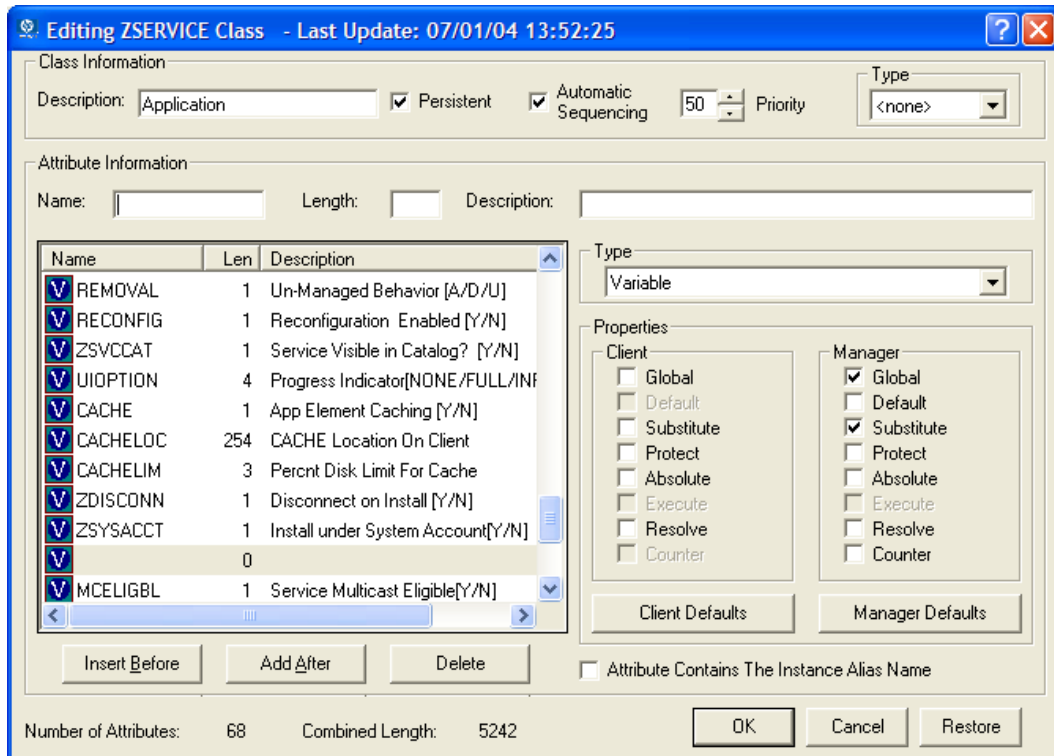 Editing ZSERVICE Class - Last Update: 07/01/04 13:52:25
Class Information
Description: Application
Persistent
Automatic Sequencing
50 Priority
Type
<none>
Attribute Information
Name: Length: Description:
Name Len Description
V REMOVAL 1 Un-Managed Behavior [A/D/U]
V RECONFIG 1 Reconfiguration Enabled [Y/N]
V ZSVCCAT 1 Service Visible in Catalog? [Y/N]
V UIOPTION 4 Progress Indicator[NONE/FULL/INF
V CACHE 1 App Element Caching [Y/N]
V CACHELOC 254 CACHE Location On Client
V CACHELIM 3 Percnt Disk Limit For Cache
V ZDISCONN 1 Disconnect on Install [Y/N]
V ZSYSACCT 1 Install under System Account[Y/N]
V 0
V MCELIGBL 1 Service Multicast Eligible[Y/N]
Insert Before Add After Delete
Type
Variable
Properties
Client
Global
Default
Substitute
Protect
Absolute
Execute
Resolve
Counter
Client Defaults
Manager
Global
Default
Substitute
Protect
Absolute
Execute
Resolve
Counter
Manager Defaults
Attribute Contains The Instance Alias Name
Number of Attributes: 68 Combined Length: 5242
OK Cancel Restore